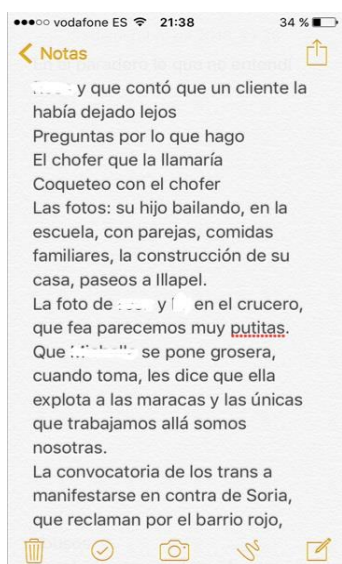 vodafone ES 21:38 34 %
Notas
y que contó que un cliente la
había dejado lejos
Preguntas por lo que hago
El chofer que la llamaría
Coqueteo con el chofer
Las fotos: su hijo bailando, en la
escuela, con parejas, comidas
familiares, la construcción de su
casa, paseos a Illapel.
La foto de y en el crucero,
que fea parecemos muy putitas.
Que se pone grosera,
cuando toma, les dice que ella
explota a las maracas y las únicas
que trabajamos allá somos
nosotras.
La convocatoria de los trans a
manifestarse en contra de Soria,
que reclaman por el barrio rojo,